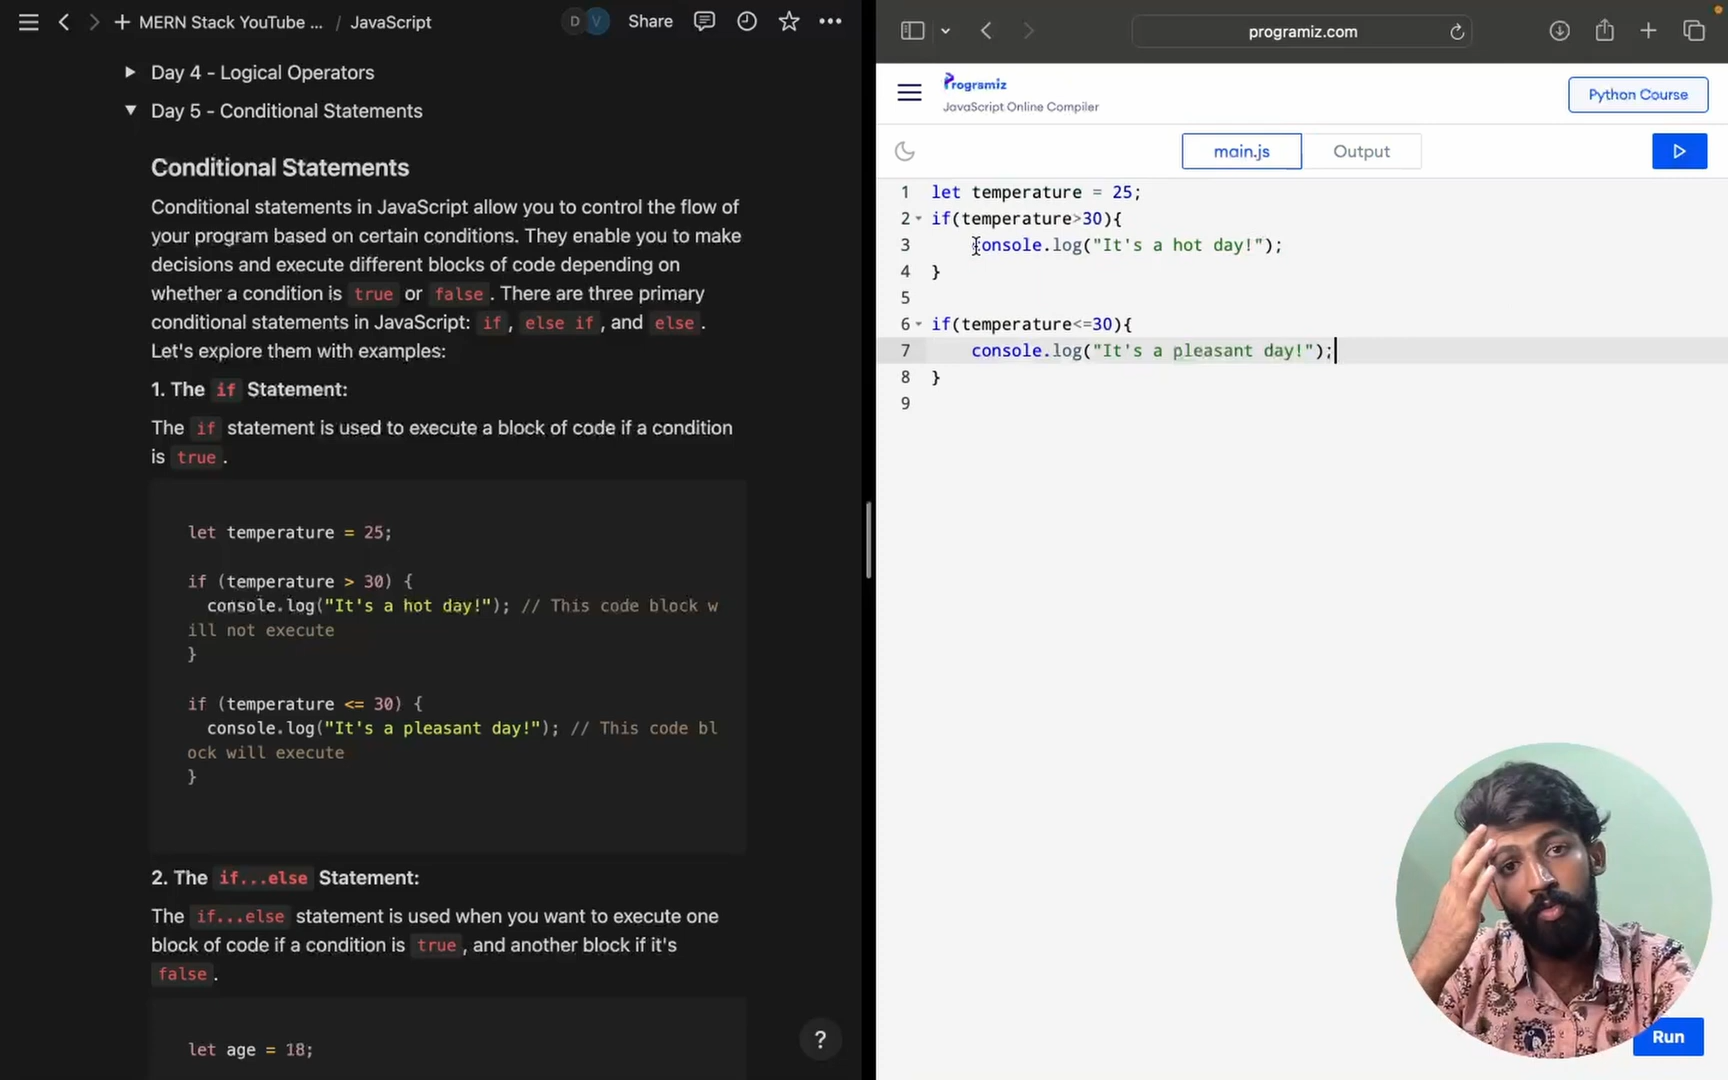 + MERN Stack YouTube ... / JavaScript
D V Share
Day 4 - Logical Operators
Day 5 - Conditional Statements
Conditional Statements
Conditional statements in JavaScript allow you to control the flow of
your program based on certain conditions. They enable you to make
decisions and execute different blocks of code depending on
whether a condition is true or false. There are three primary
conditional statements in JavaScript: if, else if, and else.
Let's explore them with examples:
1. The if Statement:
The if statement is used to execute a block of code if a condition
is true.
let temperature = 25;
if (temperature > 30) {
console.log("It's a hot day!"); // This code block w
ill not execute
}
if (temperature <= 30) {
console.log("It's a pleasant day!"); // This code bl
ock will execute
}
2. The if...else Statement:
The if...else statement is used when you want to execute one
block of code if a condition is true, and another block if it's
false.
let age = 18;
?
programiz.com
Programiz
JavaScript Online Compiler
Python Course
main.js
Output
1 let temperature = 25;
2 if(temperature>30){
3 console.log("It's a hot day!");
4 }
5
6 if(temperature<=30){
7 console.log("It's a pleasant day!");
8 }
9
Run